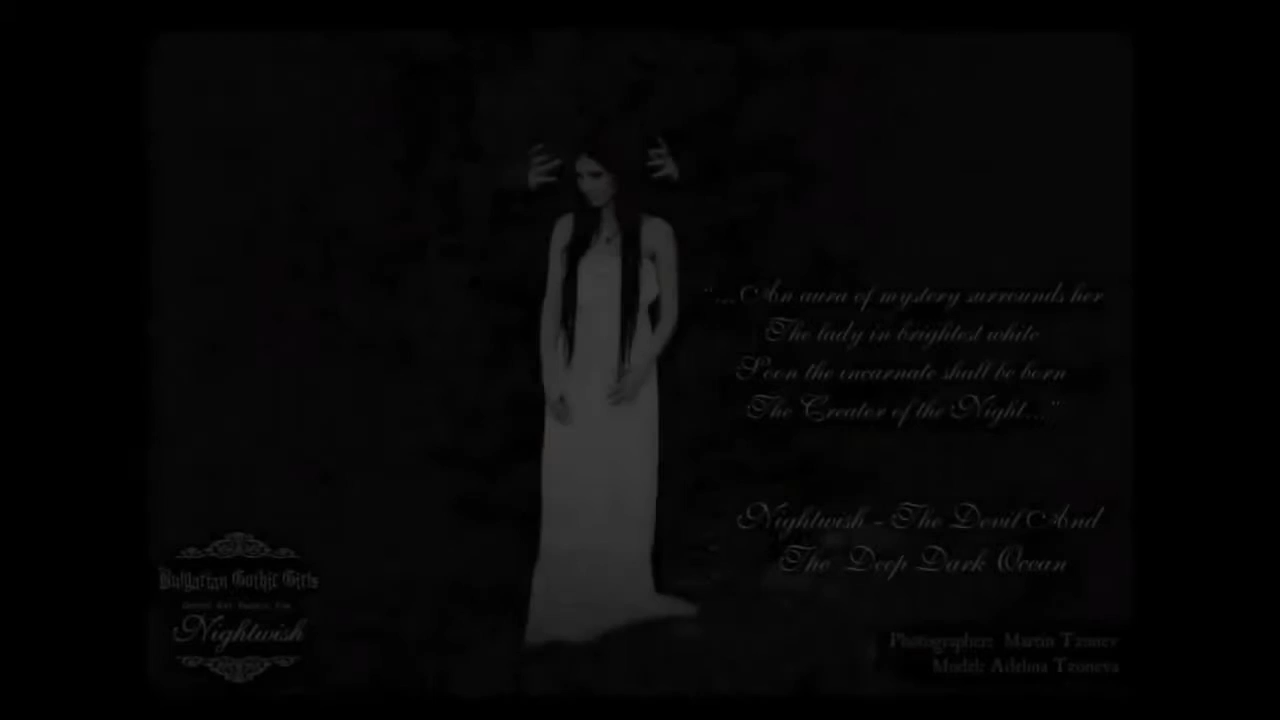 "... An aura of mystery surrounds her
The lady in brightest white
Soon the incarnate shall be born
The Creator of the Night..."
Nightwish - The Devil And
The Deep Dark Ocean
Bulgarian Gothic Girls
Nightwish
Photographer: Martin Tzonev
Model: Adelina Tzoneva